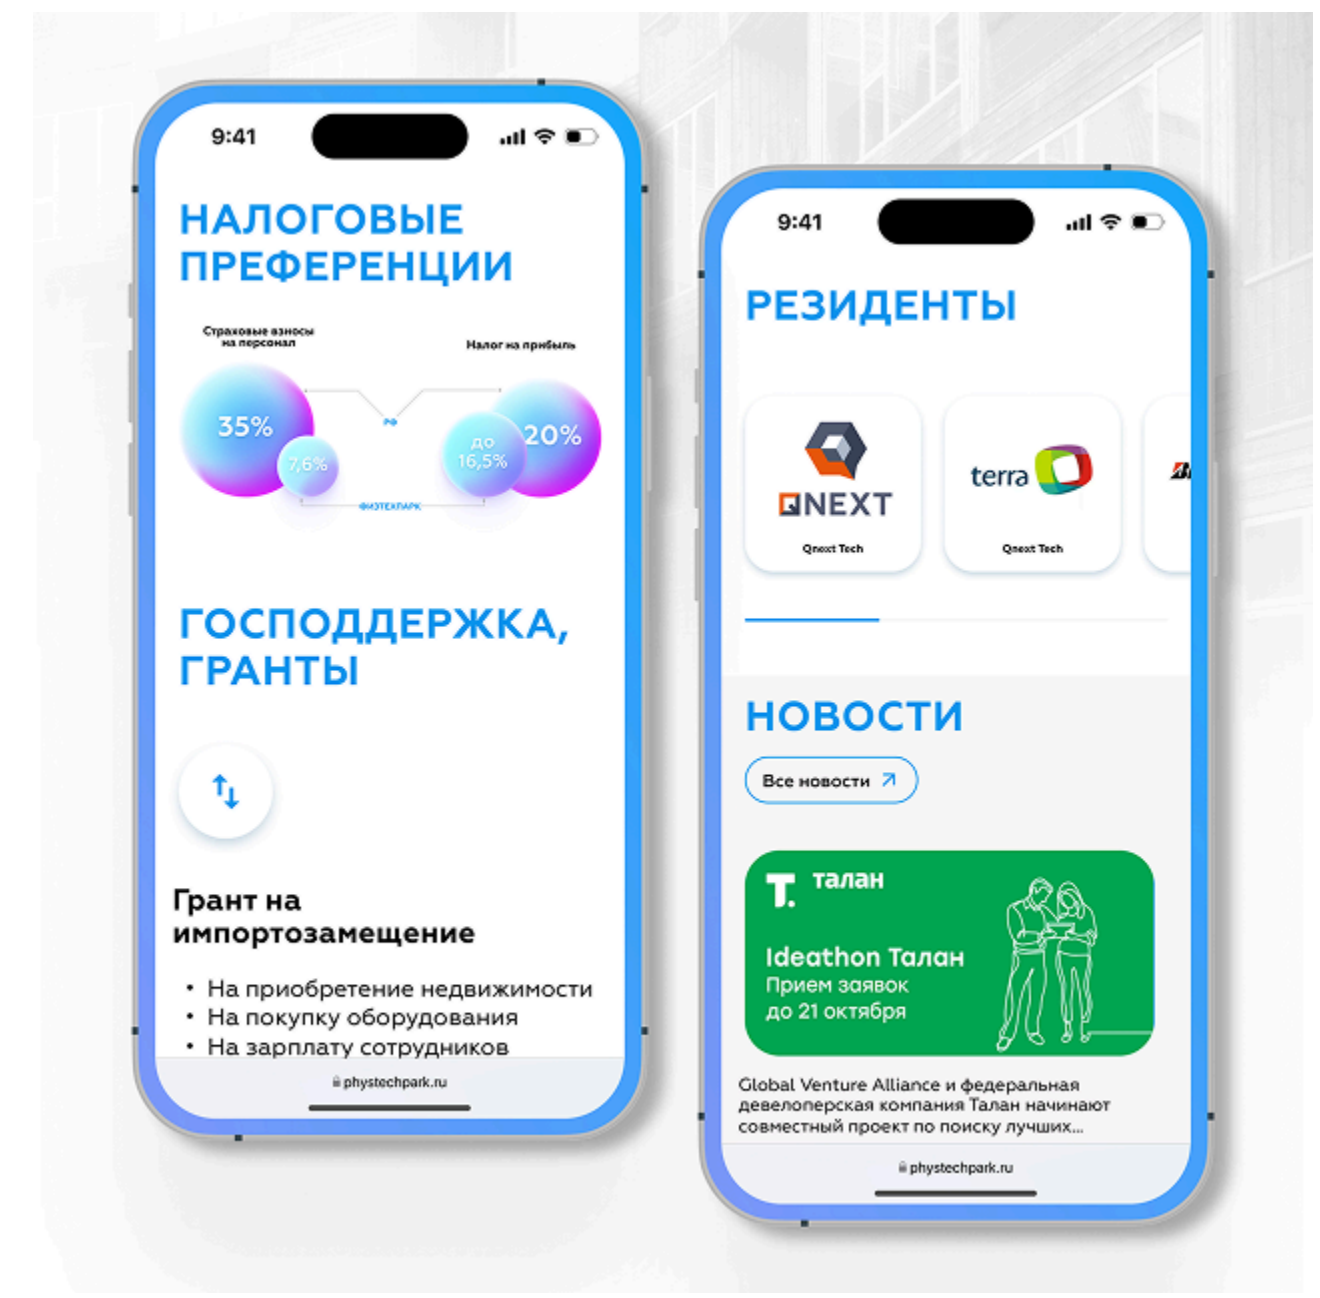 9:41
НАЛОГОВЫЕ
ПРЕФЕРЕНЦИИ
Страховые взносы
на персонал
Налог на прибыль
35%
7,6%
РФ
до
16,5%
20%
ФИЗТЕХПАРК
ГОСПОДДЕРЖКА,
ГРАНТЫ
Грант на
импортозамещение
• На приобретение недвижимости
• На покупку оборудования
• На зарплату сотрудников
phystechpark.ru
9:41
РЕЗИДЕНТЫ
QNEXT
Qnext Tech
terra
Qnext Tech
НОВОСТИ
Все новости
Т. талан
Ideathon Талан
Прием заявок
до 21 октября
Global Venture Alliance и федеральная
девелоперская компания Талан начинают
совместный проект по поиску лучших...
phystechpark.ru